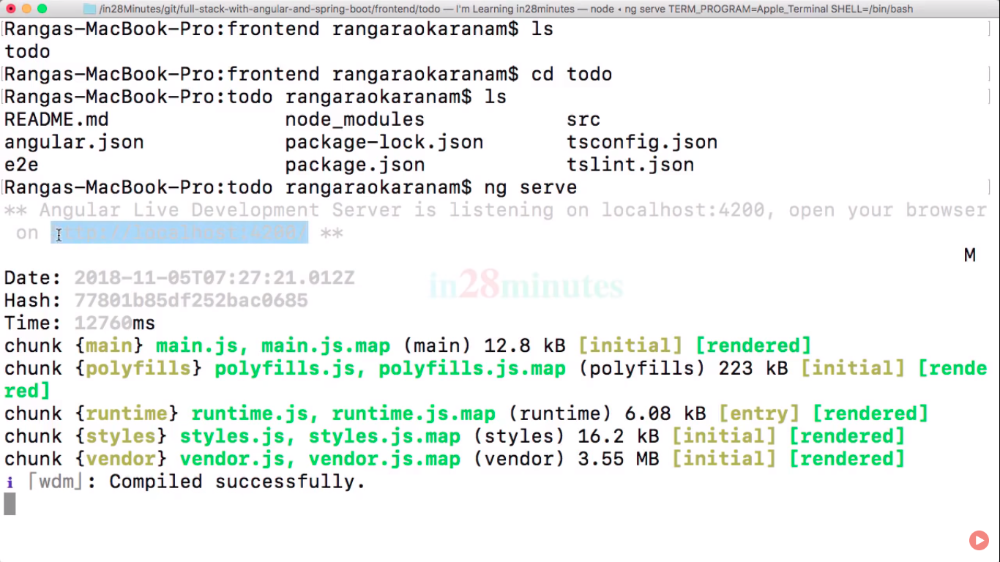 /in28Minutes/git/full-stack-with-angular-and-spring-boot/frontend/todo — I'm Learning in28minutes — node ◂ ng serve TERM_PROGRAM=Apple_Terminal SHELL=/bin/bash
Rangas-MacBook-Pro:frontend rangaraokaranam$ ls
todo
Rangas-MacBook-Pro:frontend rangaraokaranam$ cd todo
Rangas-MacBook-Pro:todo rangaraokaranam$ ls
README.md node_modules src
angular.json package-lock.json tsconfig.json
e2e package.json tslint.json
Rangas-MacBook-Pro:todo rangaraokaranam$ ng serve
** Angular Live Development Server is listening on localhost:4200, open your browser
on http://localhost:4200/ **
M
Date: 2018-11-05T07:27:21.012Z
in28minutes
Hash: 77801b85df252bac0685
Time: 12760ms
chunk {main} main.js, main.js.map (main) 12.8 kB [initial] [rendered]
chunk {polyfills} polyfills.js, polyfills.js.map (polyfills) 223 kB [initial] [rende
red]
chunk {runtime} runtime.js, runtime.js.map (runtime) 6.08 kB [entry] [rendered]
chunk {styles} styles.js, styles.js.map (styles) 16.2 kB [initial] [rendered]
chunk {vendor} vendor.js, vendor.js.map (vendor) 3.55 MB [initial] [rendered]
ℹ ｢wdm｣: Compiled successfully.